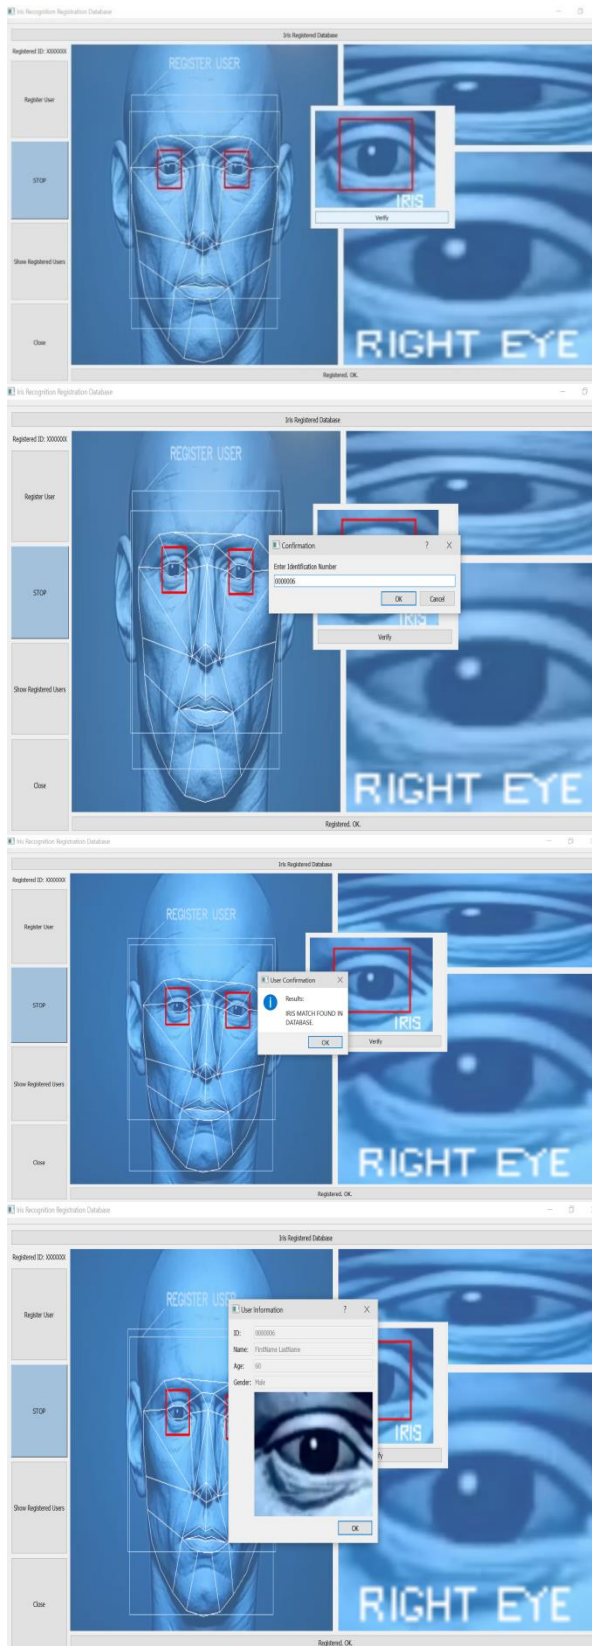 Iris Recognition Registration Database
Iris Registered Database
Registered ID: XXXXXXX
REGISTER USER
Register User
STOP
IRIS
Verify
Show Registered Users
Close
RIGHT EYE
Registered. OK.
Iris Recognition Registration Database
Iris Registered Database
Registered ID: XXXXXXX
REGISTER USER
Register User
Confirmation
Enter Identification Number
0000006
OK Cancel
STOP
IRIS
Verify
Show Registered Users
Close
RIGHT EYE
Registered. OK.
Iris Recognition Registration Database
Iris Registered Database
Registered ID: XXXXXXX
REGISTER USER
Register User
User Confirmation
Results:
IRIS MATCH FOUND IN
DATABASE.
OK
STOP
IRIS
Verify
Show Registered Users
Close
RIGHT EYE
Registered. OK.
Iris Recognition Registration Database
Iris Registered Database
Registered ID: XXXXXXX
REGISTER USER
Register User
User Information
ID: 0000006
Name: FirstName LastName
Age: 60
Gender: Male
STOP
IRIS
OK
Show Registered Users
Close
RIGHT EYE
Registered. OK.